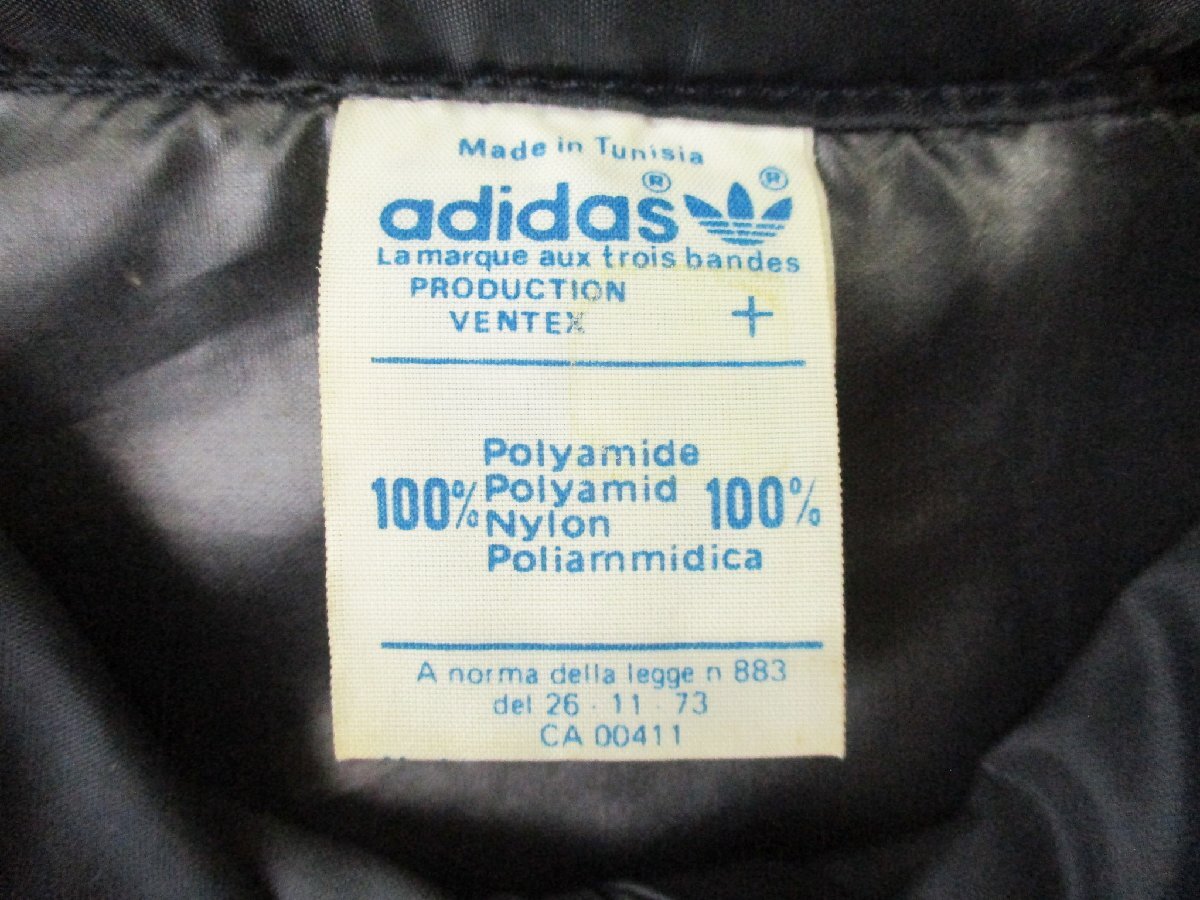 Made in Tunisia
adidas® ®
La marque aux trois bandes
PRODUCTION
VENTEX +
Polyamide
100% Polyamid 100%
Nylon
Poliammidica
A norma della legge n 883
del 26 · 11 · 73
CA 00411